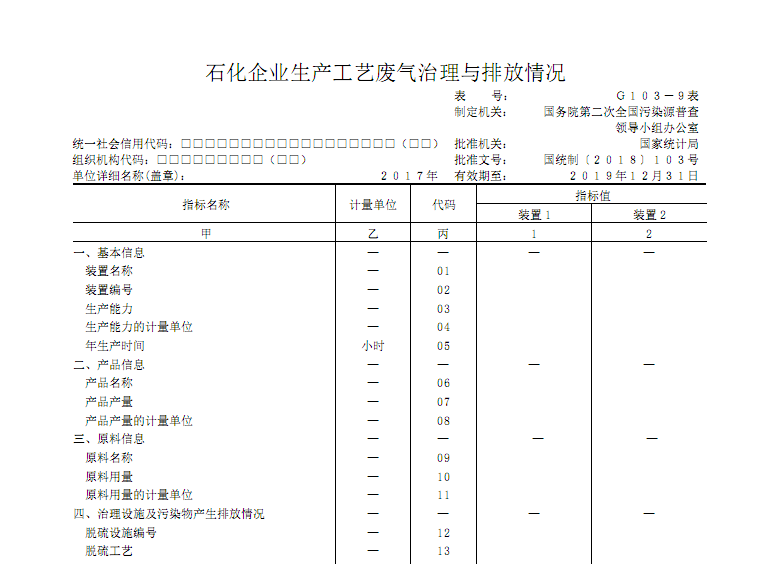 石化企业生产工艺废气治理与排放情况
表　　号： Ｇ１０３－９表
制定机关： 国务院第二次全国污染源普查
领导小组办公室
统一社会信用代码：□□□□□□□□□□□□□□□□□□（□□） 批准机关： 国家统计局
组织机构代码：□□□□□□□□□（□□） 批准文号： 国统制〔２０１８〕１０３号
单位详细名称(盖章)： ２０１７年 有效期至： ２０１９年１２月３１日
指标名称 计量单位 代码 指标值
装置1 装置2
甲 乙 丙 1 2
一、基本信息 — — — —
装置名称 — 01
装置编号 — 02
生产能力 — 03
生产能力的计量单位 — 04
年生产时间 小时 05
二、产品信息 — — — —
产品名称 — 06
产品产量 — 07
产品产量的计量单位 — 08
三、原料信息 — — — —
原料名称 — 09
原料用量 — 10
原料用量的计量单位 — 11
四、治理设施及污染物产生排放情况 — — — —
脱硫设施编号 — 12
脱硫工艺 — 13